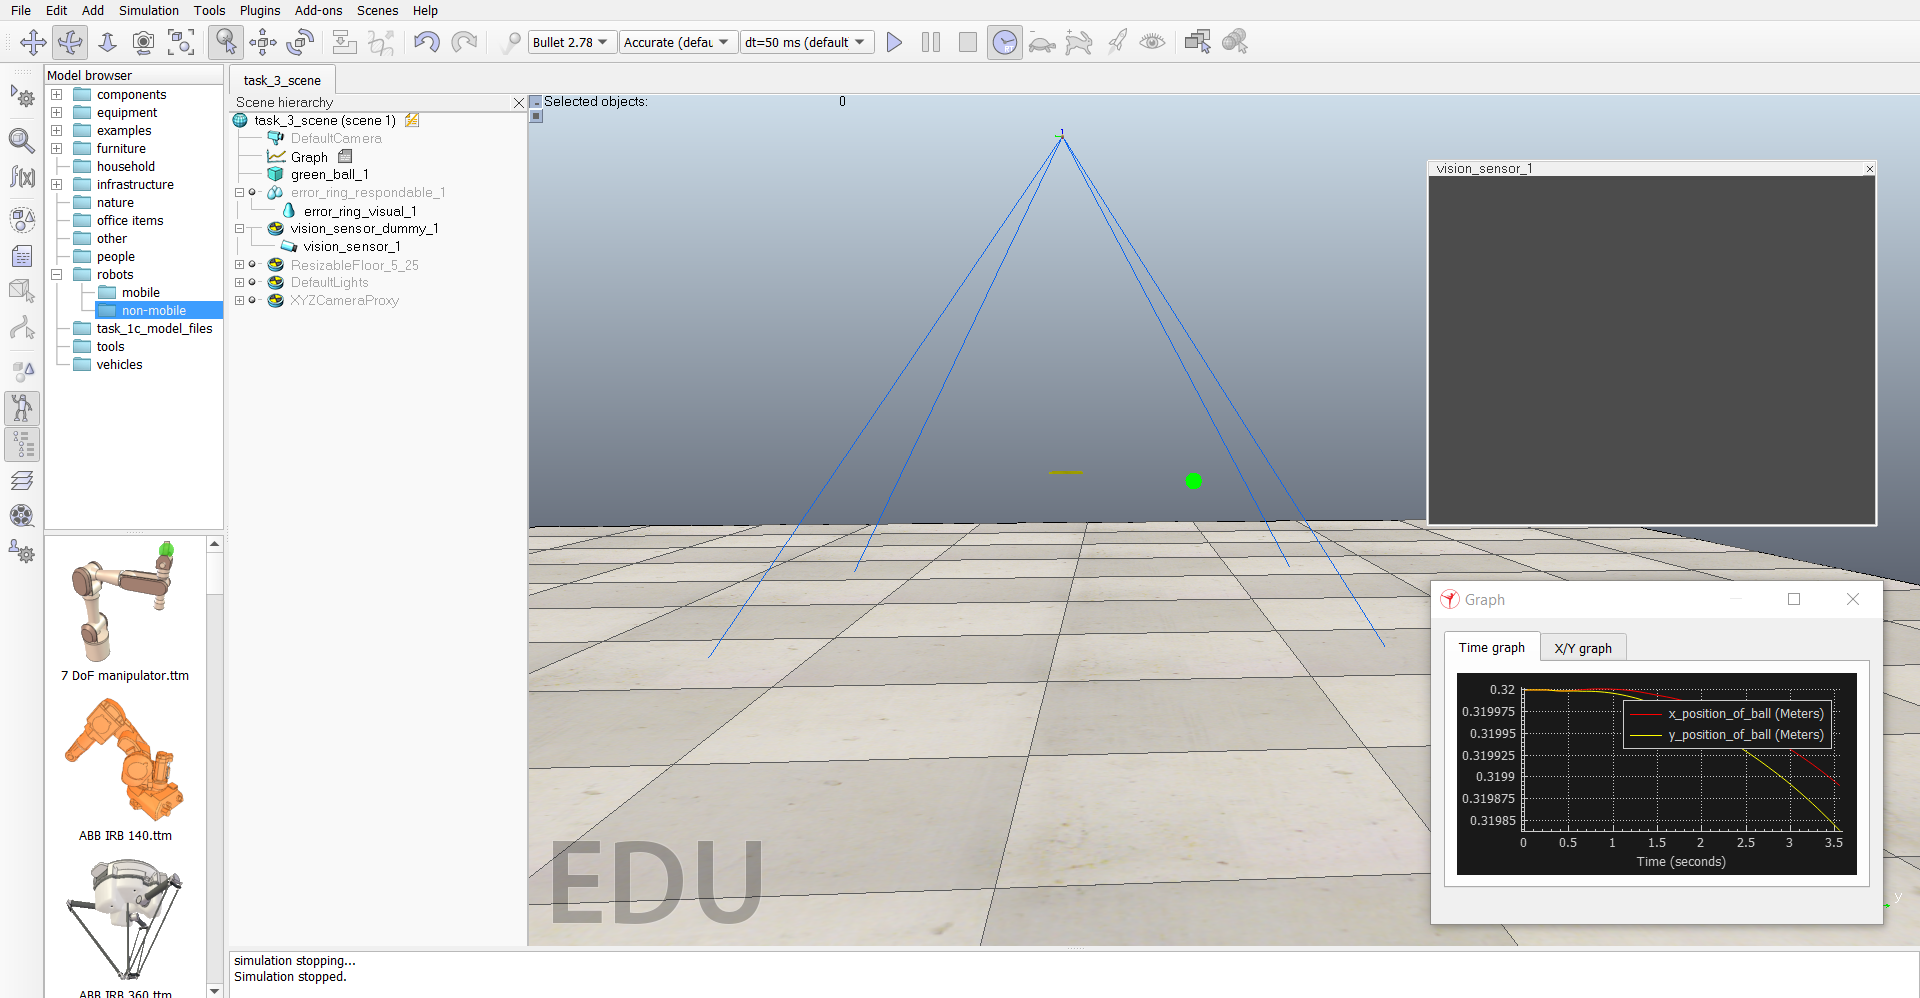 File Edit Add Simulation Tools Plugins Add-ons Scenes Help
Bullet 2.78 Accurate (defau dt=50 ms (default
Model browser
components
equipment
examples
furniture
household
infrastructure
nature
office items
other
people
robots
mobile
non-mobile
task_1c_model_files
tools
vehicles
7 DoF manipulator.ttm
ABB IRB 140.ttm
ABB IRB 360.ttm
task_3_scene
Scene hierarchy
task_3_scene (scene 1)
DefaultCamera
Graph
green_ball_1
error_ring_respondable_1
error_ring_visual_1
vision_sensor_dummy_1
vision_sensor_1
ResizableFloor_5_25
DefaultLights
XYZCameraProxy
Selected objects: 0
1
vision_sensor_1
EDU
Graph
Time graph X/Y graph
0.32
0.319975
0.31995
0.319925
0.3199
0.319875
0.31985
x_position_of_ball (Meters)
y_position_of_ball (Meters)
0 0.5 1 1.5 2 2.5 3 3.5
Time (seconds)
y
simulation stopping...
Simulation stopped.